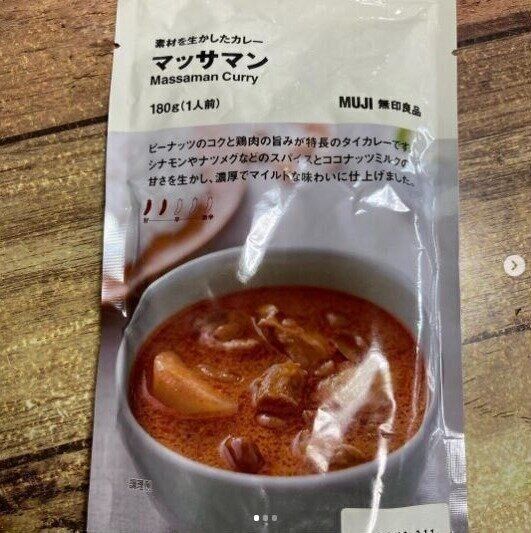 素材を生かしたカレー
マッサマン
Massaman Curry
180g(1人前)
MUJI 無印良品
ピーナッツのコクと鶏肉の旨みが特長のタイカレーです
シナモンやナツメグなどのスパイスとココナッツミルクの
甘さを生かし、濃厚でマイルドな味わいに仕上げました。
辛
調理例